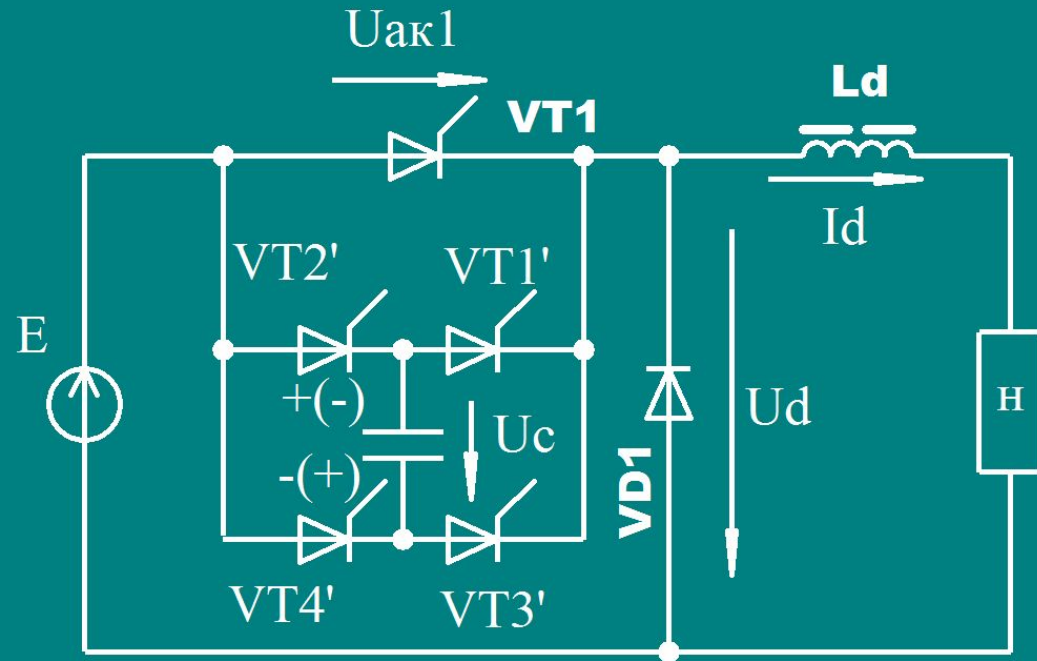 Uак1
VT1
Ld
Id
VT2'
VT1'
E
+(-)
Uc
-(+)
VD1
Ud
н
VT4'
VT3'